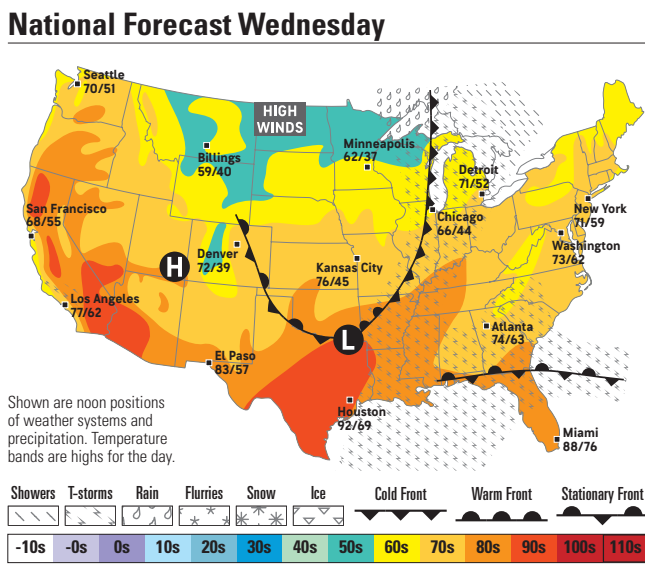 National Forecast Wednesday
Seattle
70/51
HIGH
WINDS
Billings
59/40
Minneapolis
62/37
Detroit
71/52
San Francisco
68/55
New York
71/59
Chicago
66/44
Washington
73/62
Denver
72/39
H
Kansas City
76/45
Los Angeles
77/62
Atlanta
74/63
L
El Paso
83/57
Houston
92/69
Miami
88/76
Shown are noon positions
of weather systems and
precipitation. Temperature
bands are highs for the day.
Showers T-storms Rain Flurries Snow Ice Cold Front Warm Front Stationary Front
-10s -0s 0s 10s 20s 30s 40s 50s 60s 70s 80s 90s 100s 110s